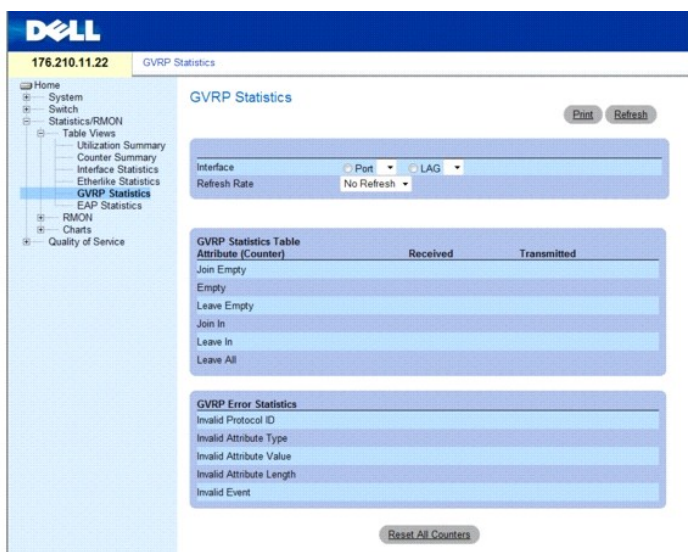 DELL
176.210.11.22
GVRP Statistics
Home
System
Switch
Statistics/RMON
Table Views
Utilization Summary
Counter Summary
Interface Statistics
Etherlike Statistics
GVRP Statistics
EAP Statistics
RMON
Charts
Quality of Service
GVRP Statistics
Print Refresh
Interface Port LAG
Refresh Rate No Refresh
GVRP Statistics Table
Attribute (Counter) Received Transmitted
Join Empty
Empty
Leave Empty
Join In
Leave In
Leave All
GVRP Error Statistics
Invalid Protocol ID
Invalid Attribute Type
Invalid Attribute Value
Invalid Attribute Length
Invalid Event
Reset All Counters